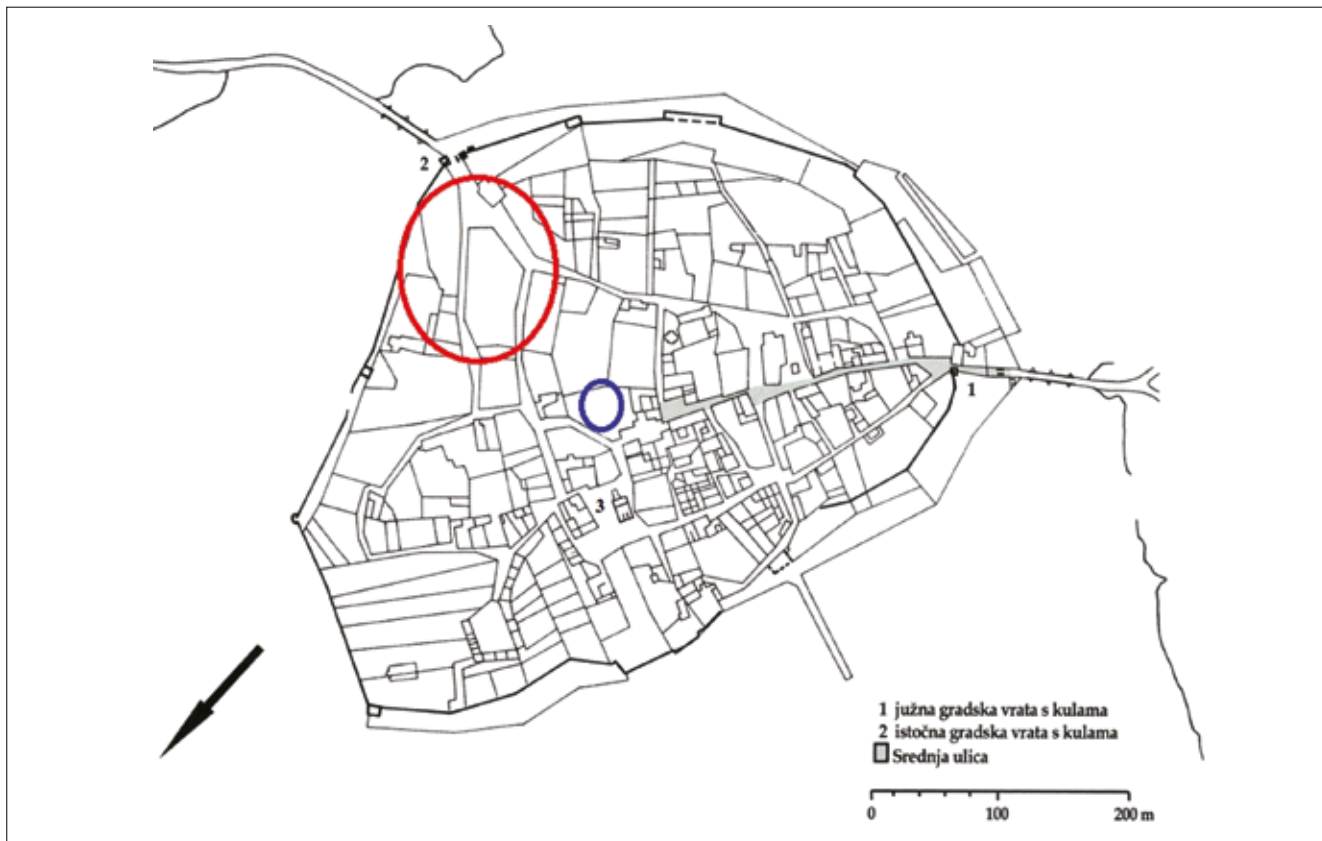 2
1
3
1 južna gradska vrata s kulama
2 istočna gradska vrata s kulama
Srednja ulica
0 100 200 m